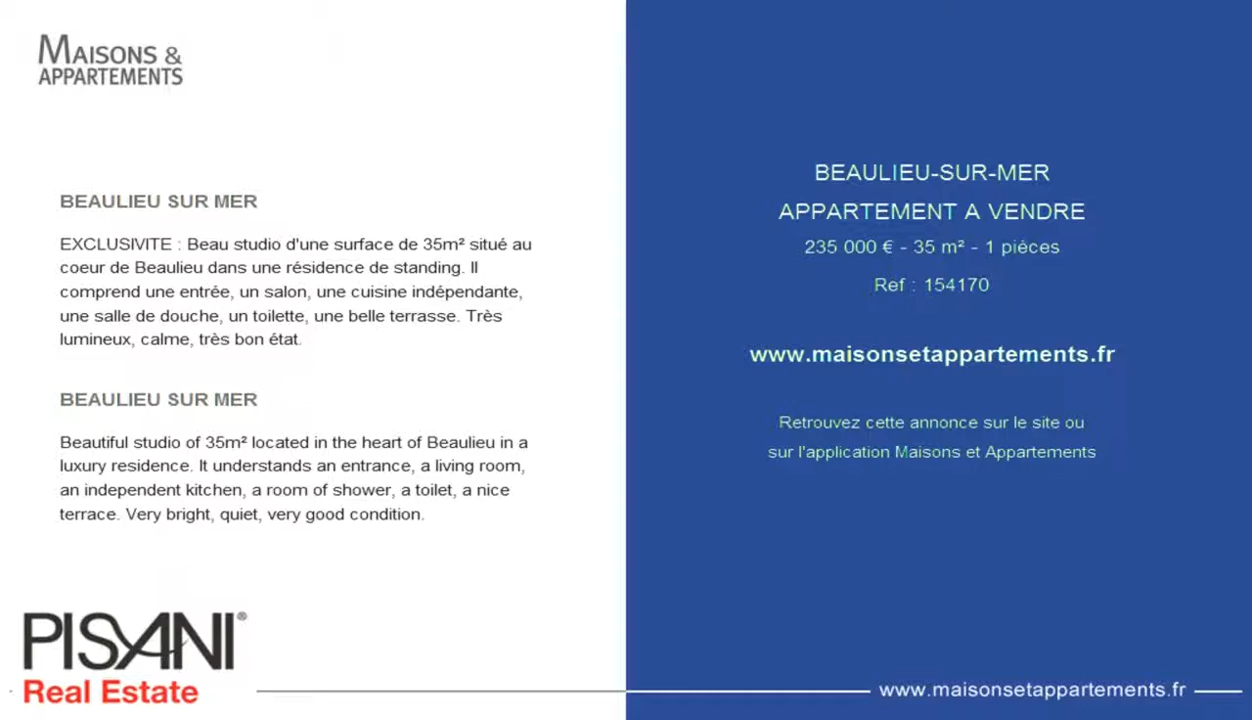 MAISONS &
APPARTEMENTS
BEAULIEU SUR MER
EXCLUSIVITE : Beau studio d'une surface de 35m² situé au
coeur de Beaulieu dans une résidence de standing. Il
comprend une entrée, un salon, une cuisine indépendante,
une salle de douche, un toilette, une belle terrasse. Très
lumineux, calme, très bon état.
BEAULIEU SUR MER
Beautiful studio of 35m² located in the heart of Beaulieu in a
luxury residence. It understands an entrance, a living room,
an independent kitchen, a room of shower, a toilet, a nice
terrace. Very bright, quiet, very good condition.
PISANI®
Real Estate
BEAULIEU-SUR-MER
APPARTEMENT A VENDRE
235 000 € - 35 m² - 1 pièces
Ref : 154170
www.maisonsetappartements.fr
Retrouvez cette annonce sur le site ou
sur l'application Maisons et Appartements
www.maisonsetappartements.fr